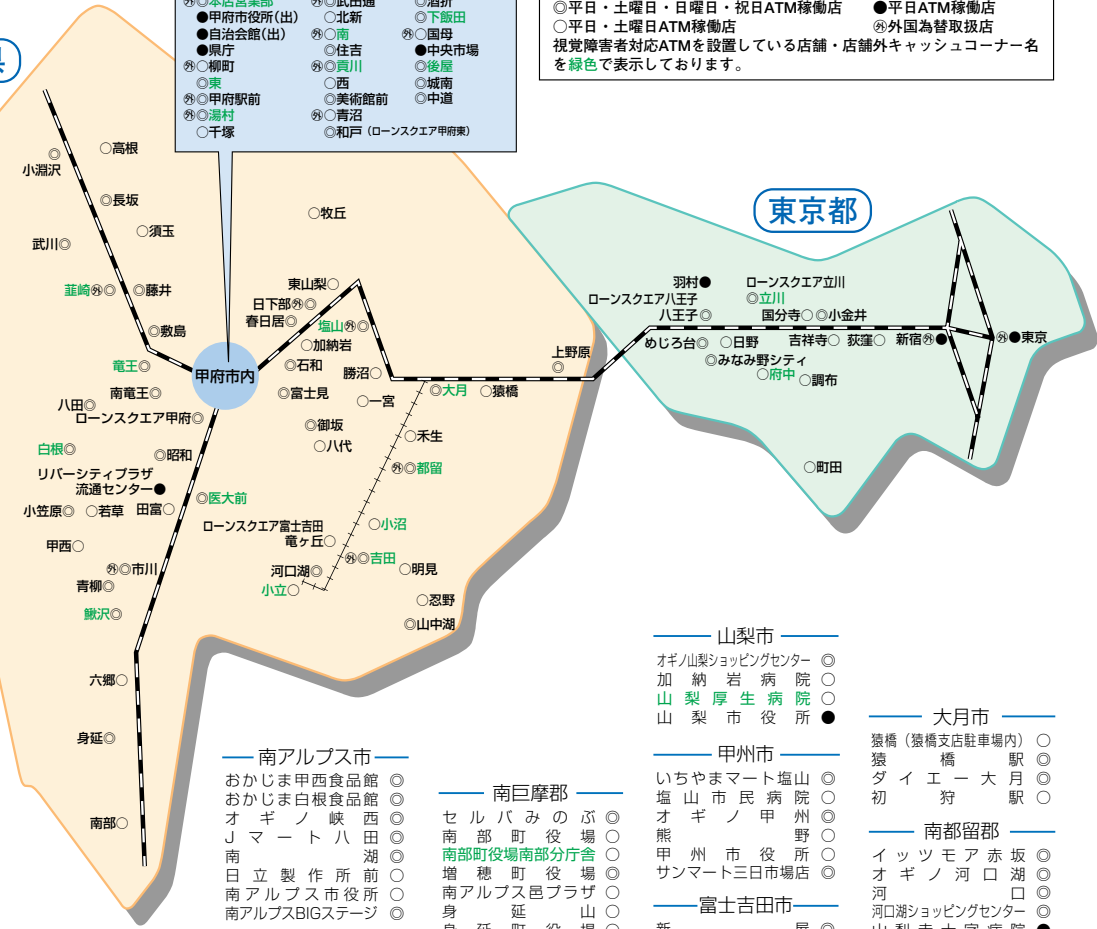 ㊕◎本店営業部
●甲府市役所(出)
●自治会館(出)
●県庁
㊕○柳町
◎東
㊕◎甲府駅前
㊕◎湯村
○千塚
㊕◎武田通
○北新
㊕○南
◎住吉
㊕◎貢川
○西
◎美術館前
㊕○青沼
◎和戸（ローンスクエア甲府東）
◎酒折
◎下飯田
㊕◎国母
●中央市場
◎後屋
◎城南
◎中道
◎平日・土曜日・日曜日・祝日ATM稼働店 ●平日ATM稼働店
○平日・土曜日ATM稼働店 ㊕外国為替取扱店
視覚障害者対応ATMを設置している店舗・店舗外キャッシュコーナー名
を緑色で表示しております。
県
◎
小淵沢
○高根
◎長坂
○須玉
武川◎
韮崎㊕◎
◎藤井
◎敷島
竜王◎
甲府市内
南竜王◎
八田◎
ローンスクエア甲府◎
白根◎
◎昭和
リバーシティプラザ
流通センター●
小笠原◎
○若草
田富○
◎医大前
甲西○
㊕◎市川
青柳◎
鰍沢◎
六郷○
身延◎
南部○
○牧丘
東山梨○
日下部㊕◎
春日居◎
塩山㊕◎
○加納岩
◎石和
勝沼○
◎富士見
○一宮
◎御坂
○八代
上野原
◎
◎大月
○猿橋
○禾生
㊕◎都留
○小沼
ローンスクエア富士吉田
竜ヶ丘○
㊕◎吉田
河口湖◎
○明見
小立○
○忍野
◎山中湖
東京都
羽村●
ローンスクエア八王子
八王子◎
ローンスクエア立川
◎立川
国分寺○
◎小金井
めじろ台◎
○日野
吉祥寺○
荻窪○
新宿㊕●
㊕●東京
◎みなみ野シティ
○府中
○調布
○町田
南アルプス市
おかじま甲西食品館 ◎
おかじま白根食品館 ◎
オギノ峡西 ◎
Jマート八田 ◎
南湖 ◎
日立製作所前 ○
南アルプス市役所 ○
南アルプスBIGステージ ◎
南巨摩郡
セルバみのぶ ◎
南部町役場 ○
南部町役場南部分庁舎 ○
増穂町役場 ◎
南アルプス邑プラザ ○
身延山 ○
身延町役場 ○
山梨市
オギノ山梨ショッピングセンター ◎
加納岩病院 ○
山梨厚生病院 ○
山梨市役所 ●
甲州市
いちやまマート塩山 ◎
塩山市民病院 ○
オギノ甲州 ◎
熊野 ○
甲州市役所 ○
サンマート三日市場店 ◎
富士吉田市
新屋 ◎
大月市
猿橋（猿橋支店駐車場内） ○
猿橋駅 ◎
ダイエー大月 ◎
初狩駅 ○
南都留郡
イッツモア赤坂 ◎
オギノ河口湖 ◎
河口 ◎
河口湖ショッピングセンター ◎
山梨赤十字病院 ●